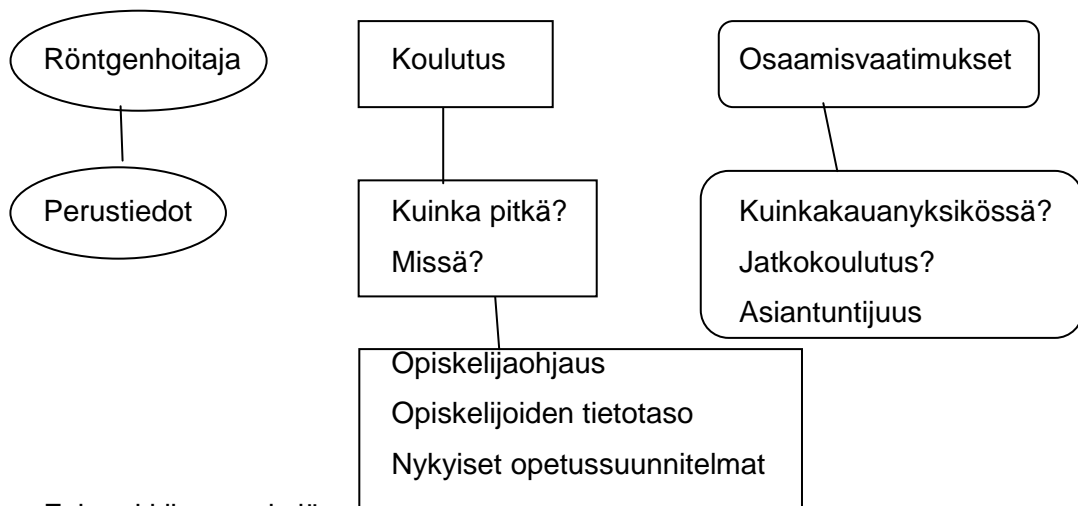 Röntgenhoitaja
Koulutus
Osaamisvaatimukset
Perustiedot
Kuinka pitkä?
Missä?
Kuinkakauanyksikössä?
Jatkokoulutus?
Asiantuntijuus
Opiskelijaohjaus
Opiskelijoiden tietotaso
Nykyiset opetussuunnitelmat